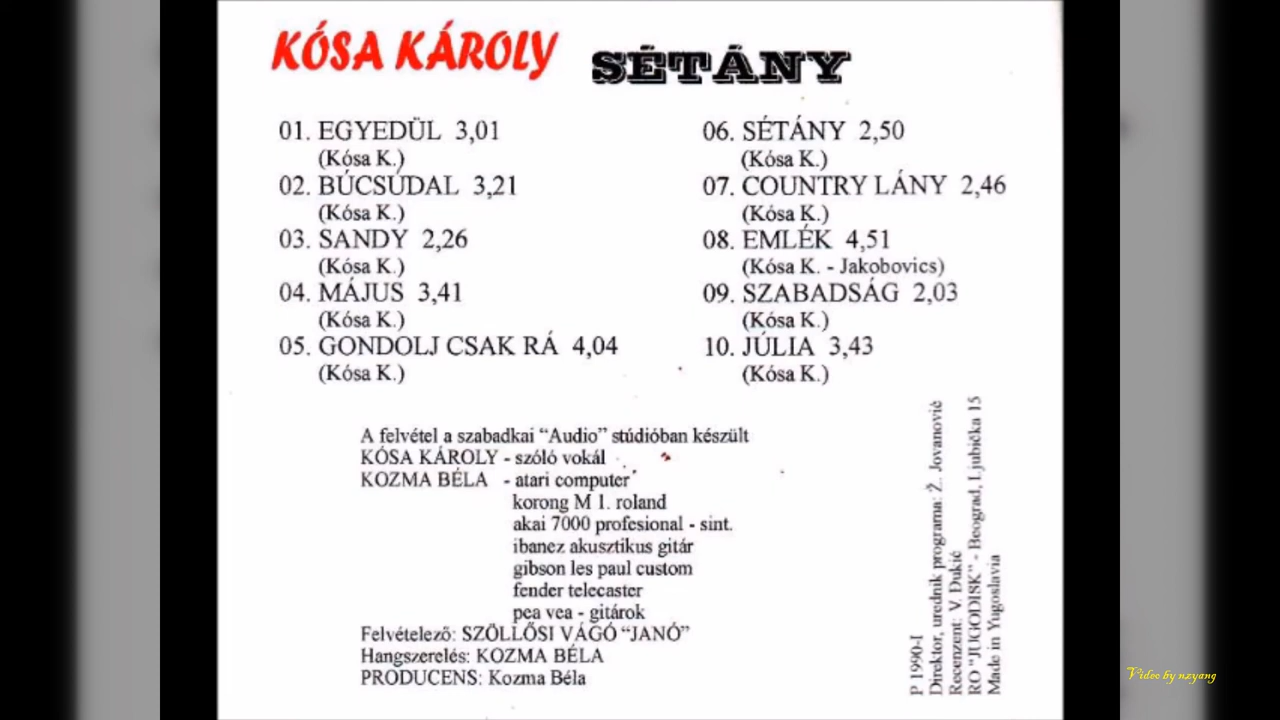 KÓSA KÁROLY SÉTÁNY
01. EGYEDÜL 3,01
(Kósa K.)
02. BÚCSÚDAL 3,21
(Kósa K.)
03. SANDY 2,26
(Kósa K.)
04. MÁJUS 3,41
(Kósa K.)
05. GONDOLJ CSAK RÁ 4,04
(Kósa K.)
06. SÉTÁNY 2,50
(Kósa K.)
07. COUNTRY LÁNY 2,46
(Kósa K.)
08. EMLÉK 4,51
(Kósa K. - Jakobovics)
09. SZABADSÁG 2,03
(Kósa K.)
10. JÚLIA 3,43
(Kósa K.)
A felvétel a szabadkai “Audio” stúdióban készült
KÓSA KÁROLY - szóló vokál
KOZMA BÉLA - atari computer
korong M 1. roland
akai 7000 profesional - sint.
ibanez akusztikus gitár
gibson les paul custom
fender telecaster
pea vea - gitárok
Felvételező: SZÖLLŐSI VÁGÓ “JANÓ”
Hangszerelés: KOZMA BÉLA
PRODUCENS: Kozma Béla
P 1990-I
Direktor, urednik programa: Ž. Jovanović
Recenzent: V. Đukić
RO "JUGODISK" - Beograd, Ljubička 15
Made in Yugoslavia
Video by nxyang